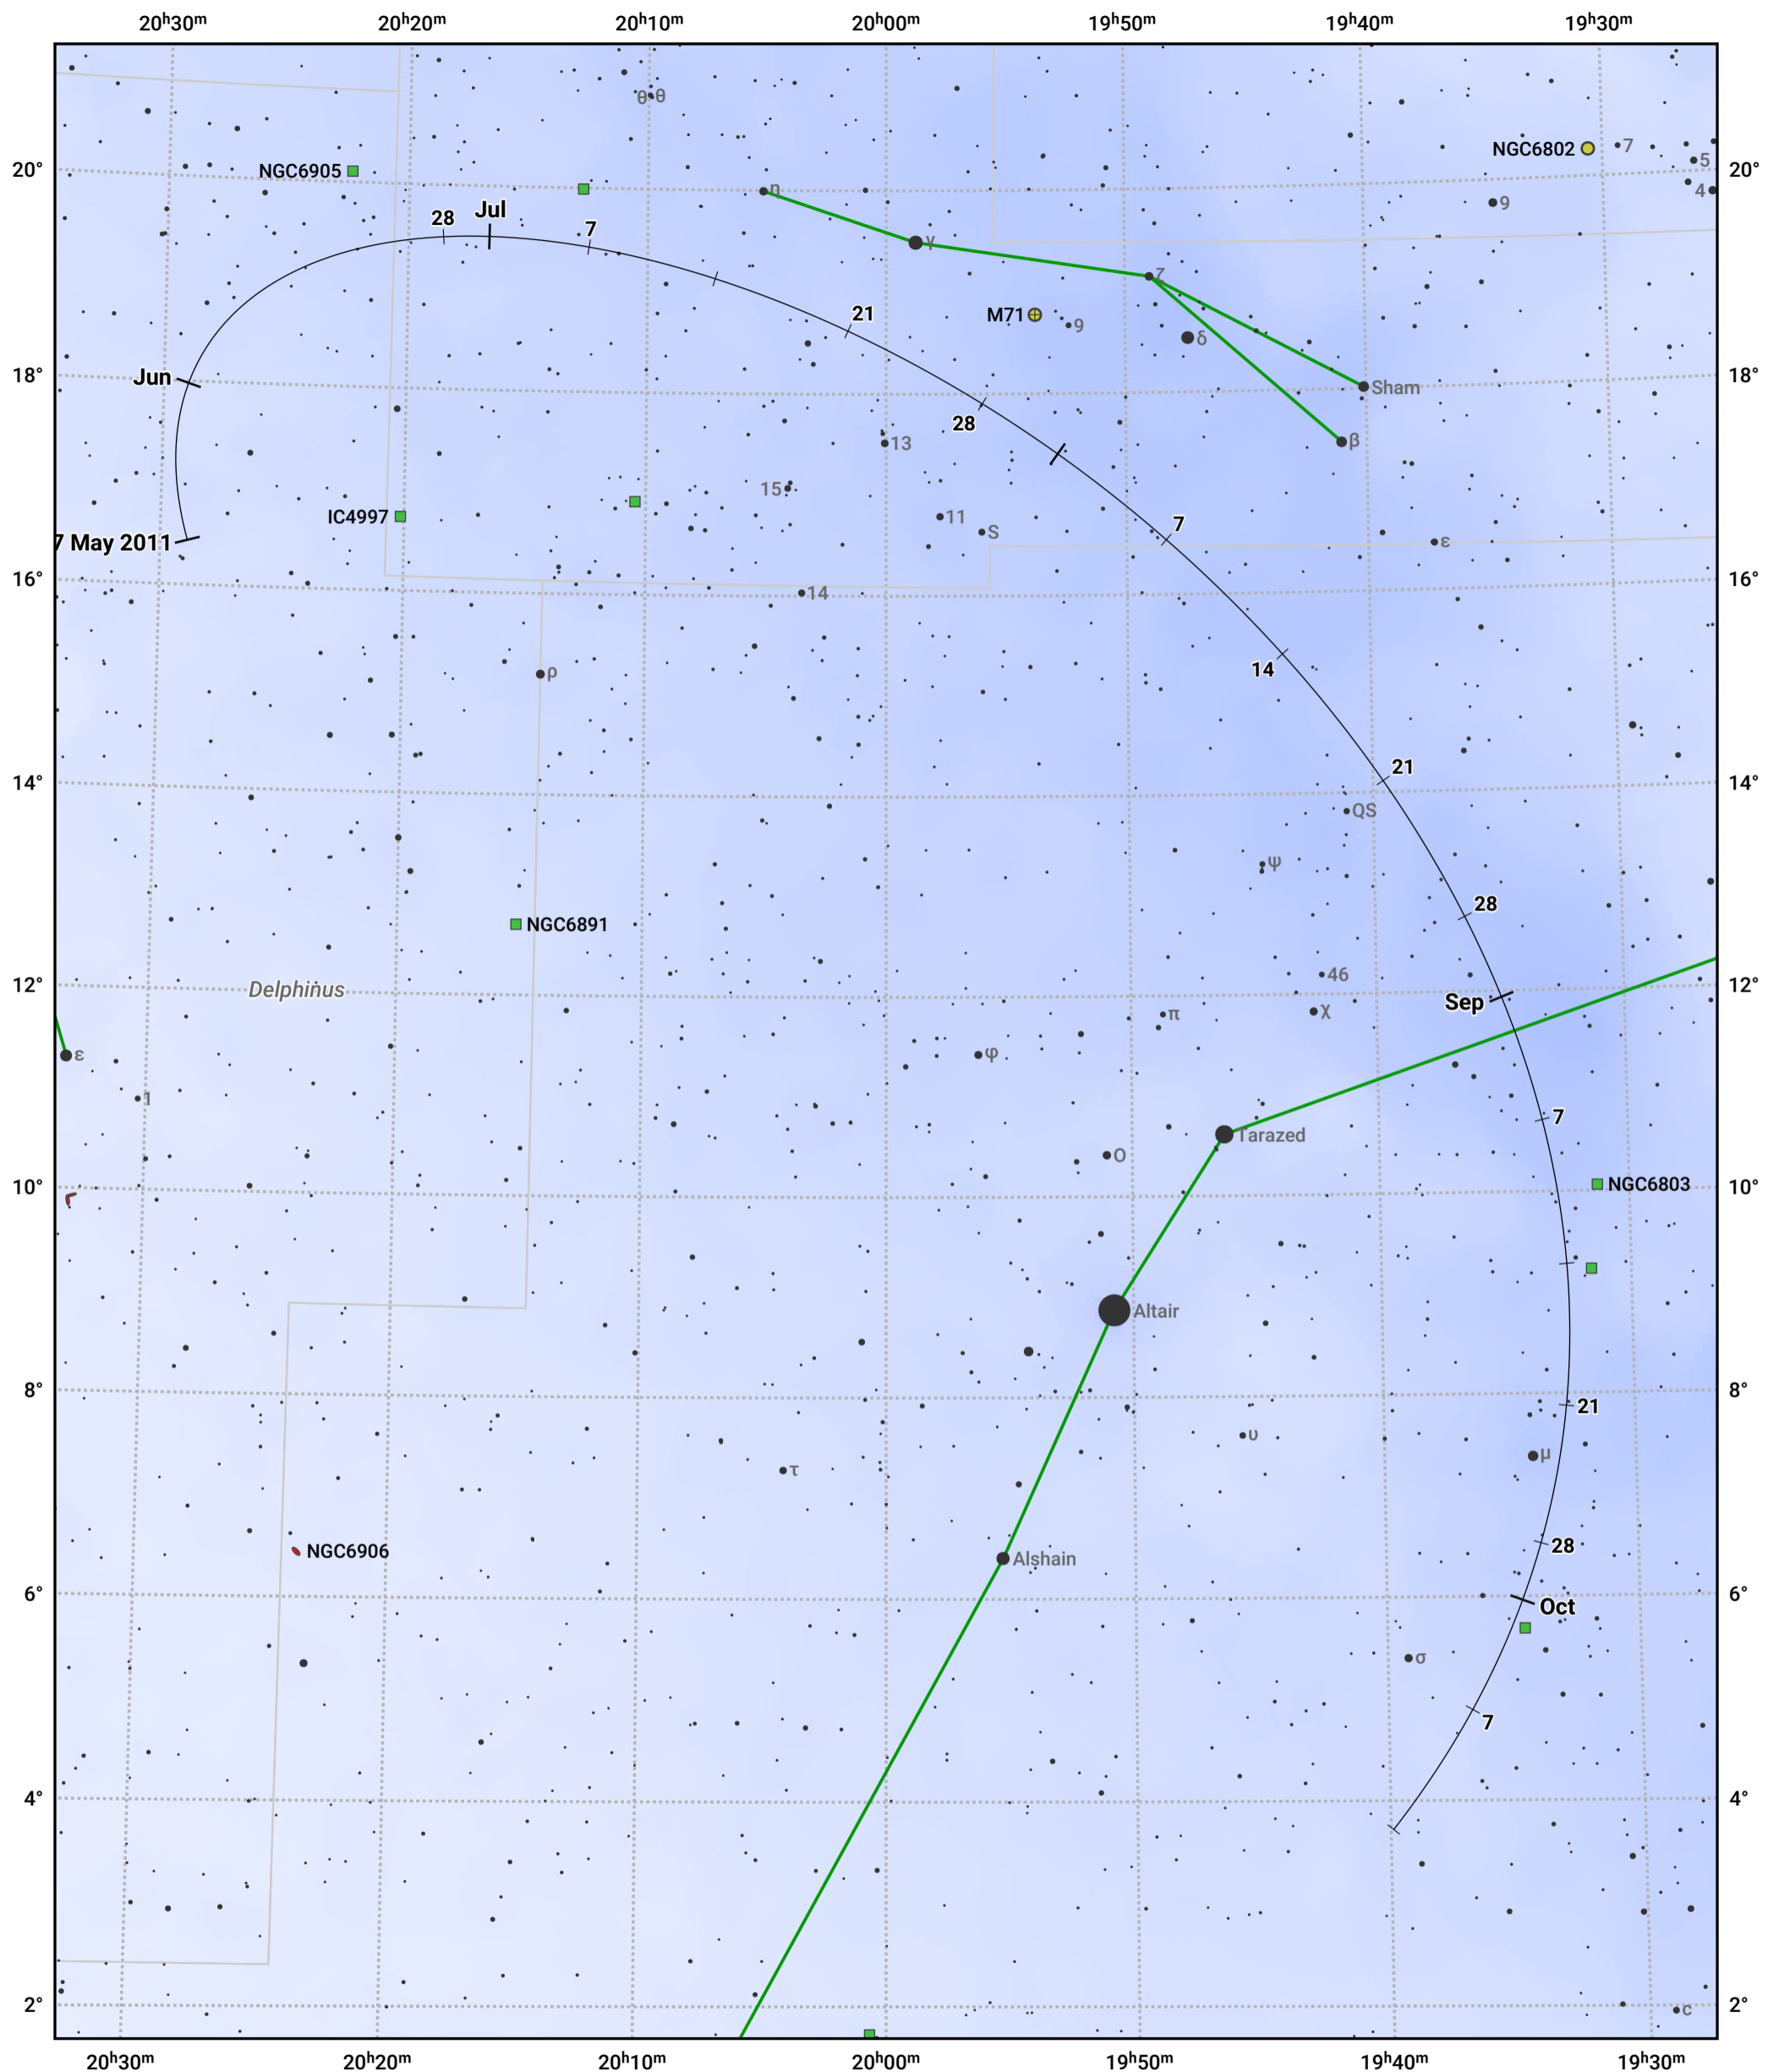 20h30m 20h20m 20h10m 20h00m 19h50m 19h40m 19h30m
θ θ
NGC6802 7
5
20° NGC6905 20°
η 4
9
28 Jul 7
γ
ζ
M71 9 21
δ
18° Jun Sham 18°
28
13 β
15
IC4997 11
S 7
7 May 2011 ε
16° 16°
14
14
ρ
21
14° 14°
QS
ψ
28
NGC6891
46
12° Delphinus 12°
Sep
χ
π
ε φ
1 7
Tarazed
ο
10° NGC6803 10°
Altair
8° 8°
21
υ
μ
τ
28
NGC6906
Alshain
6° 6°
Oct
σ
7
4° 4°
2° c 2°
20h30m 20h20m 20h10m 20h00m 19h50m 19h40m 19h30m